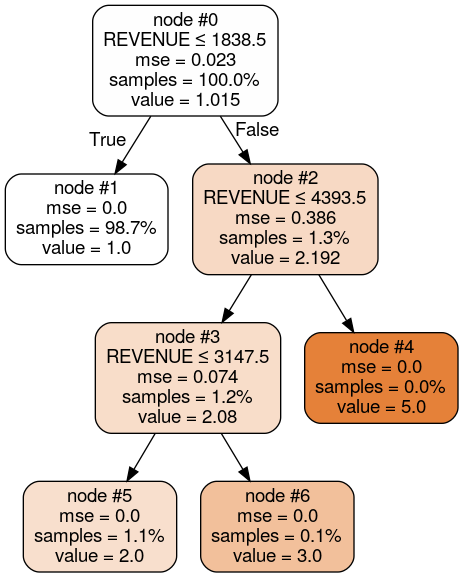 node #0
REVENUE ≤ 1838.5
mse = 0.023
samples = 100.0%
value = 1.015
True
False
node #1
mse = 0.0
samples = 98.7%
value = 1.0
node #2
REVENUE ≤ 4393.5
mse = 0.386
samples = 1.3%
value = 2.192
node #3
REVENUE ≤ 3147.5
mse = 0.074
samples = 1.2%
value = 2.08
node #4
mse = 0.0
samples = 0.0%
value = 5.0
node #5
mse = 0.0
samples = 1.1%
value = 2.0
node #6
mse = 0.0
samples = 0.1%
value = 3.0